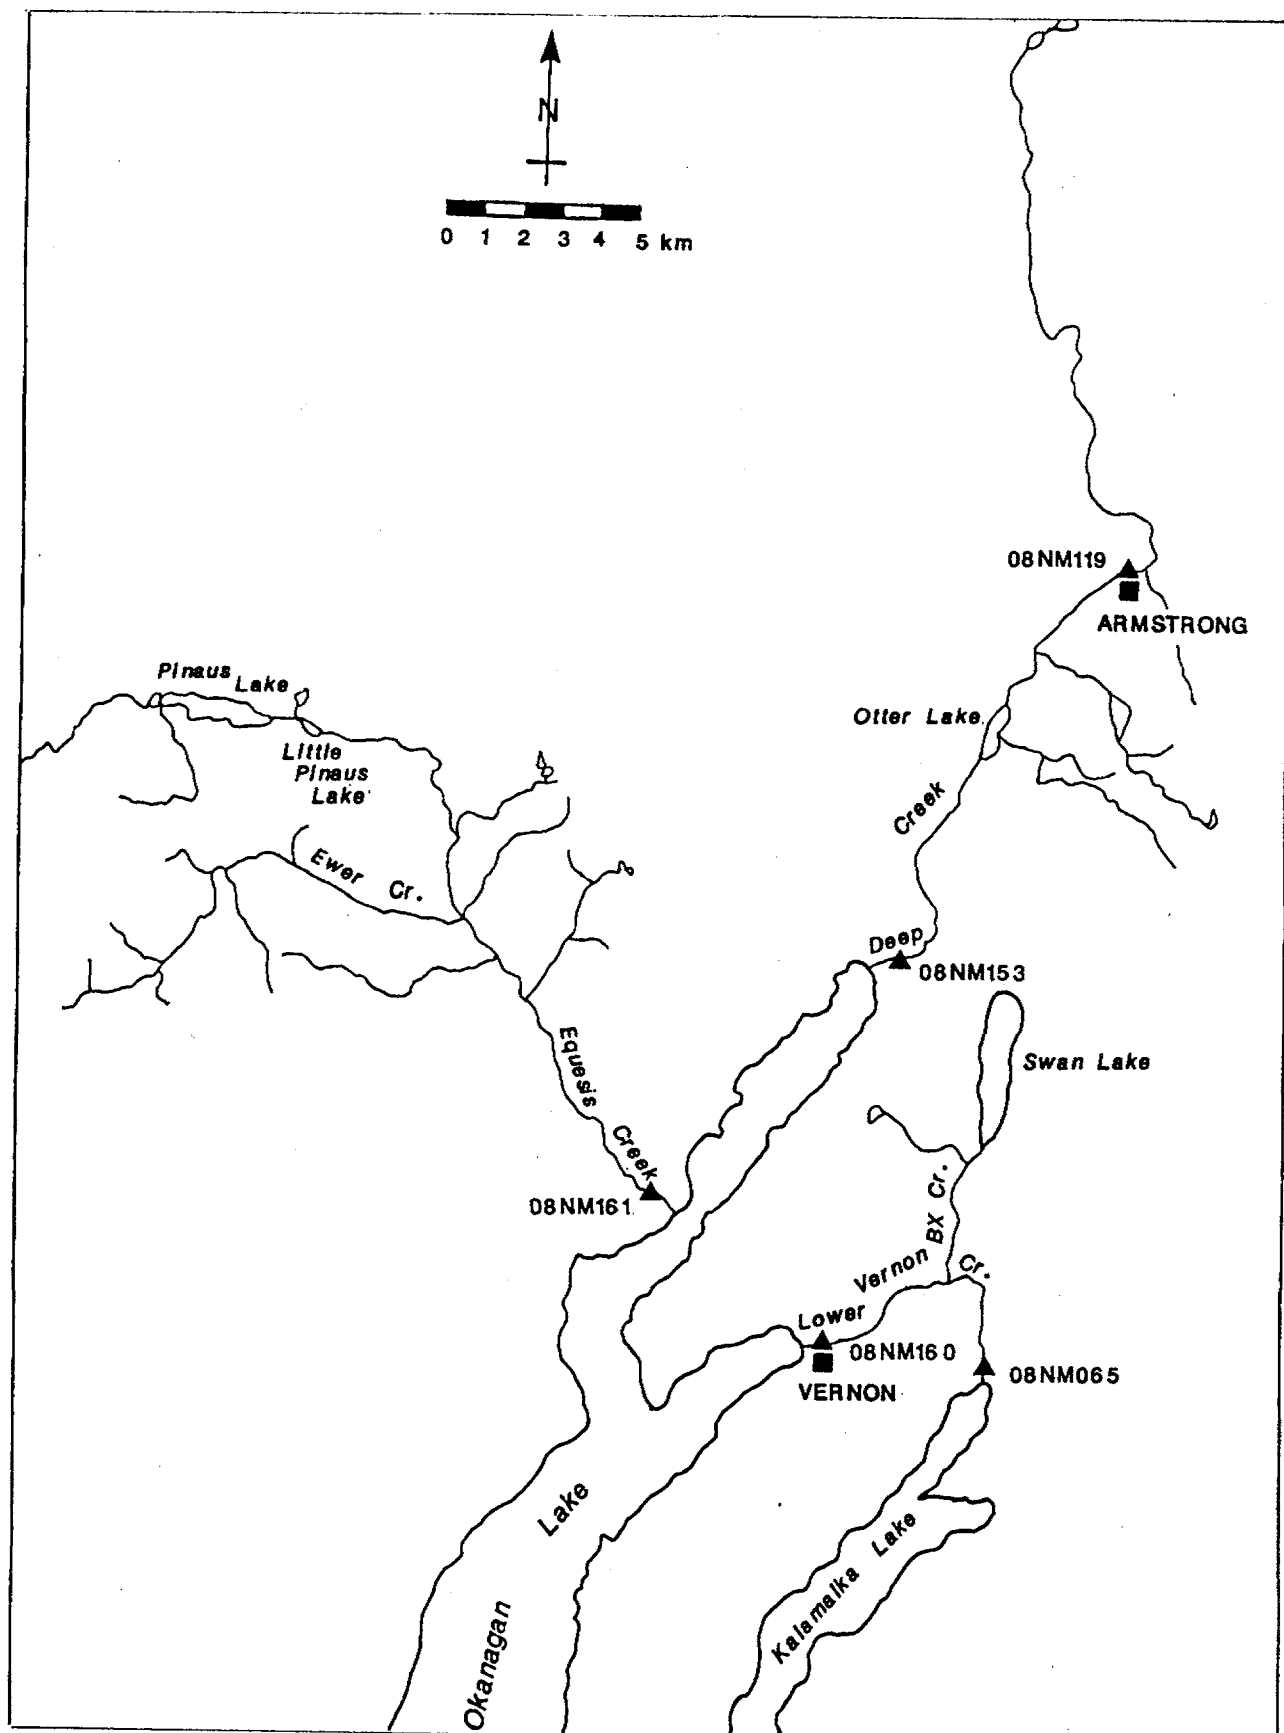 N
0 1 2 3 4 5 km
08NM119
ARMSTRONG
Pinaus Lake
Otter Lake
Little
Pinaus
Lake
Creek
Ewer Cr.
Deep
08NM153
Equesis
Creek
Swan Lake
08NM161
BX Cr.
Vernon Cr.
Lower
08NM160
VERNON
08NM065
Lake
Okanagan
Kalamalka Lake